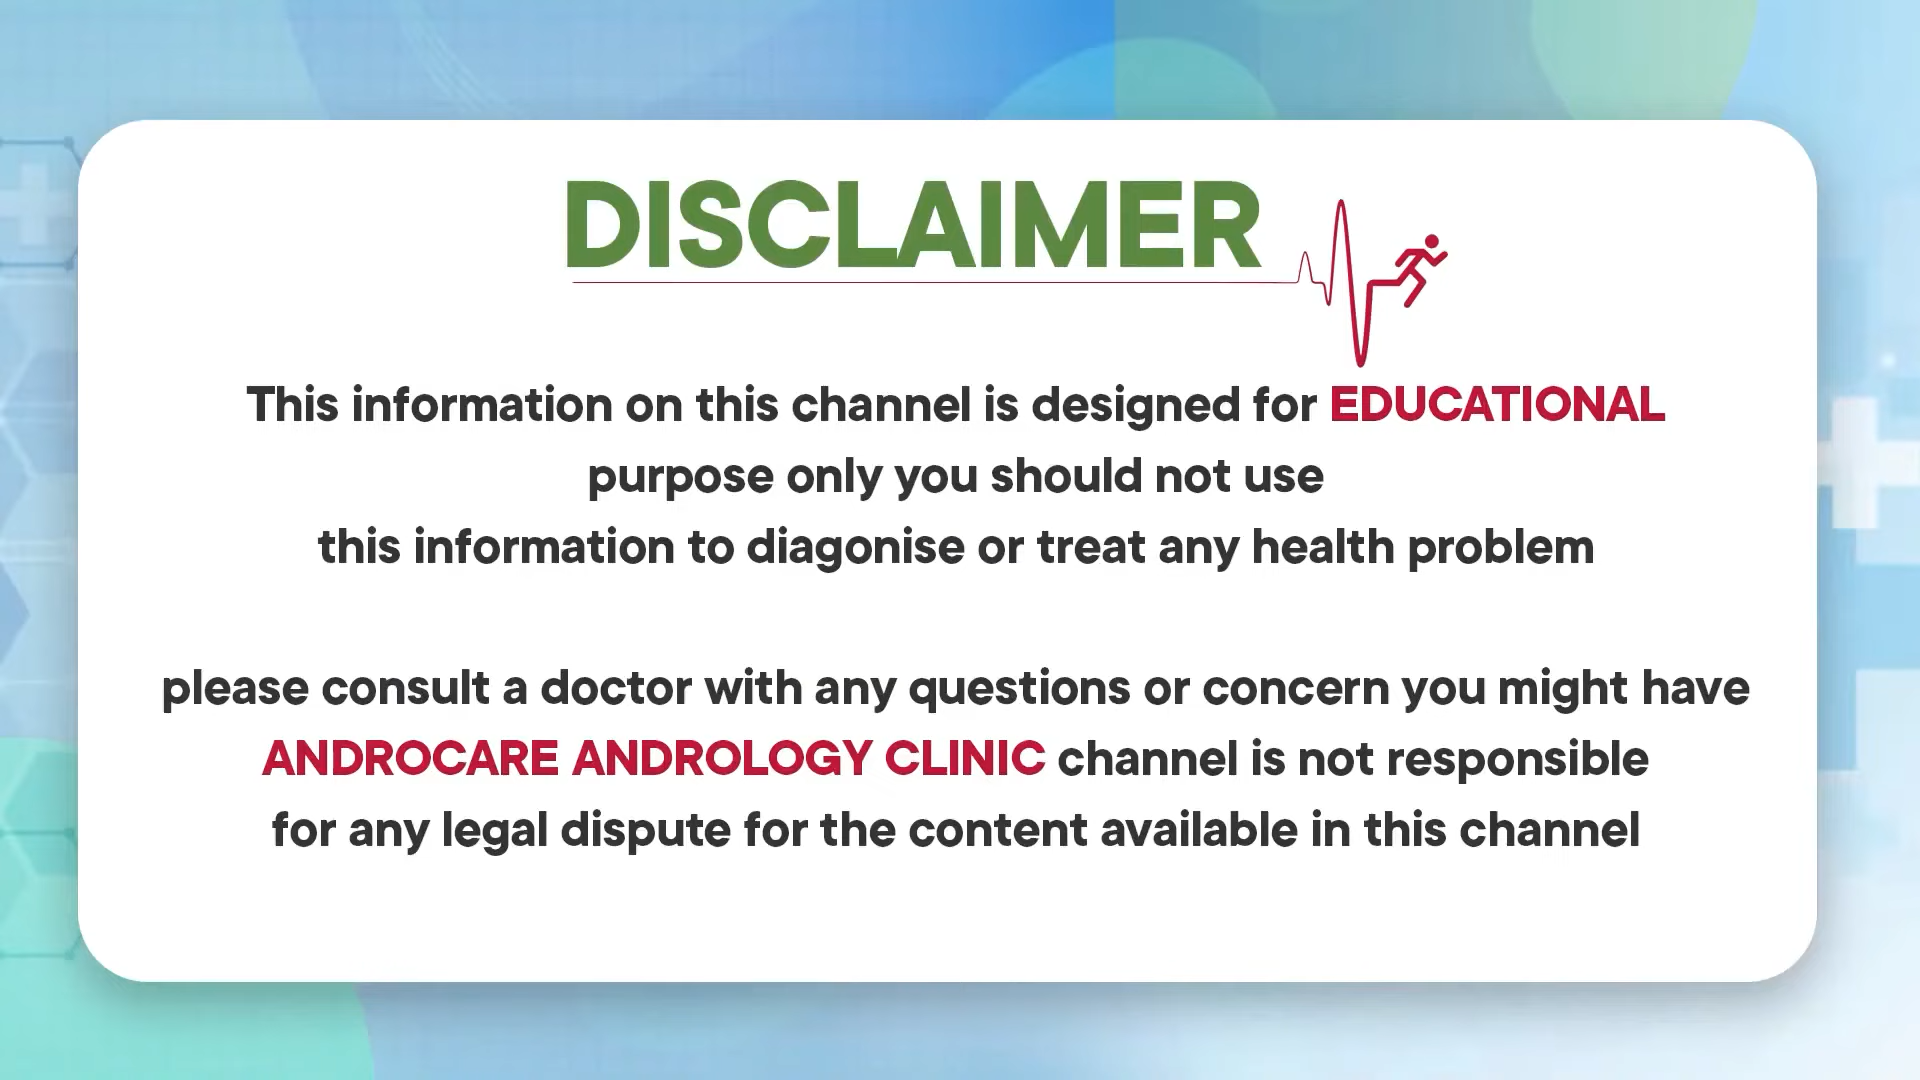 DISCLAIMER
This information on this channel is designed for EDUCATIONAL
purpose only you should not use
this information to diagonise or treat any health problem
please consult a doctor with any questions or concern you might have
ANDROCARE ANDROLOGY CLINIC channel is not responsible
for any legal dispute for the content available in this channel